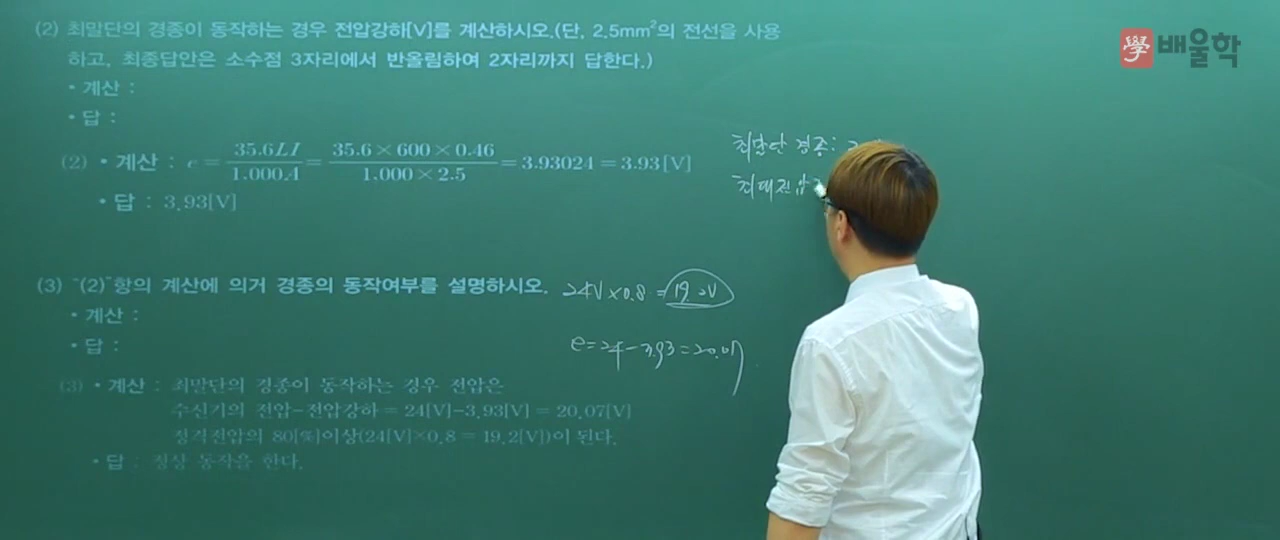 (2) 최말단의 경종이 동작하는 경우 전압강하[V]를 계산하시오.(단, 2.5mm²의 전선을 사용
하고, 최종답안은 소수점 3자리에서 반올림하여 2자리까지 답한다.)
• 계산 :
• 답 :
(2) • 계산 : e = 35.6LI / 1,000A = 35.6×600×0.46 / 1,000×2.5 = 3.93024 = 3.93[V]
• 답 : 3.93[V]
(3) "(2)"항의 계산에 의거 경종의 동작여부를 설명하시오.
• 계산 :
• 답 :
(3) • 계산 : 최말단의 경종이 동작하는 경우 전압은
수신기의 전압-전압강하 = 24[V]-3.93[V] = 20.07[V]
정격전압의 80[%]이상(24[V]×0.8 = 19.2[V])이 된다.
• 답 : 정상 동작을 한다.
24V×0.8 = 19.2V
e=24-3.93=20.07
최말단 경종: 2
최대전압
學 배울학